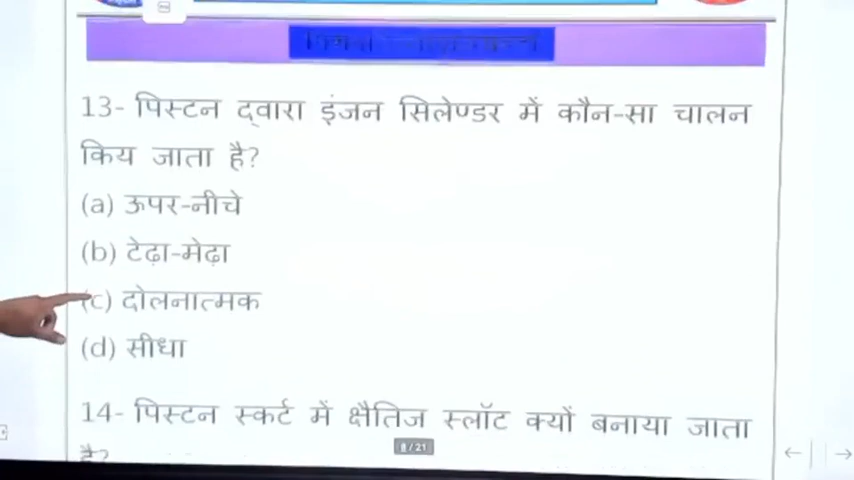 13- पिस्टन द्वारा इंजन सिलेण्डर में कौन-सा चालन
किय जाता है?
(a) ऊपर-नीचे
(b) टेढ़ा-मेढ़ा
(c) दोलनात्मक
(d) सीधा
14- पिस्टन स्कर्ट में क्षैतिज स्लॉट क्यों बनाया जाता
है?
8/21